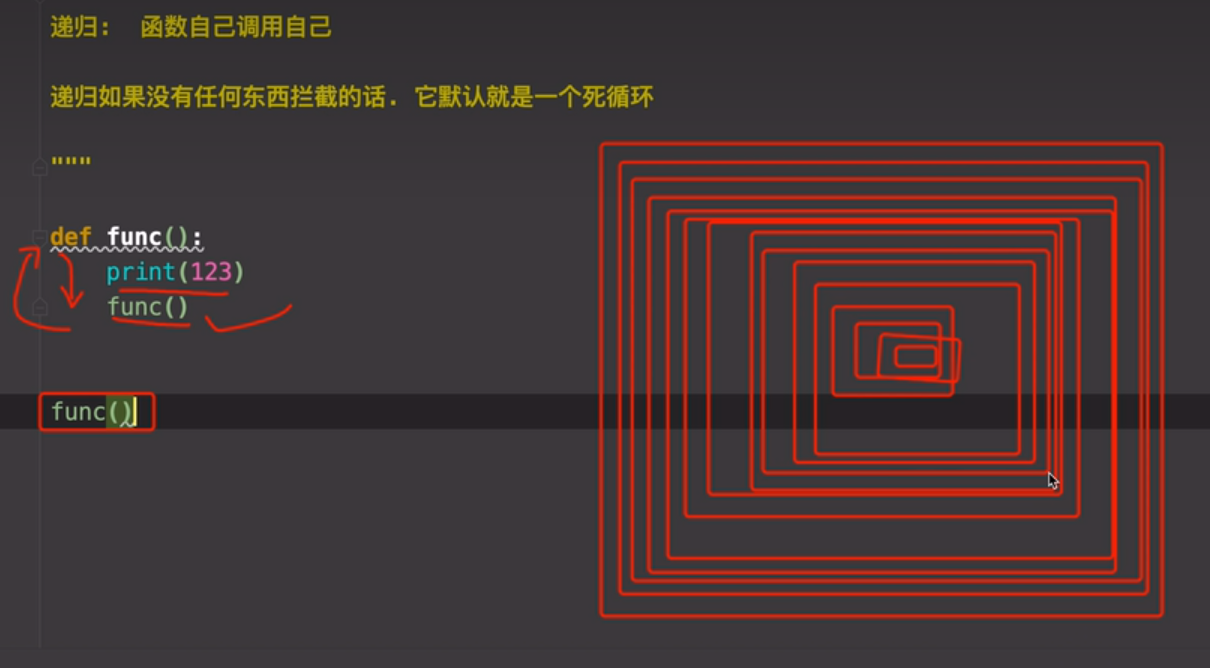 递归:  函数自己调用自己
递归如果没有任何东西拦截的话. 它默认就是一个死循环
"""
def func():
    print(123)
    func()
func()